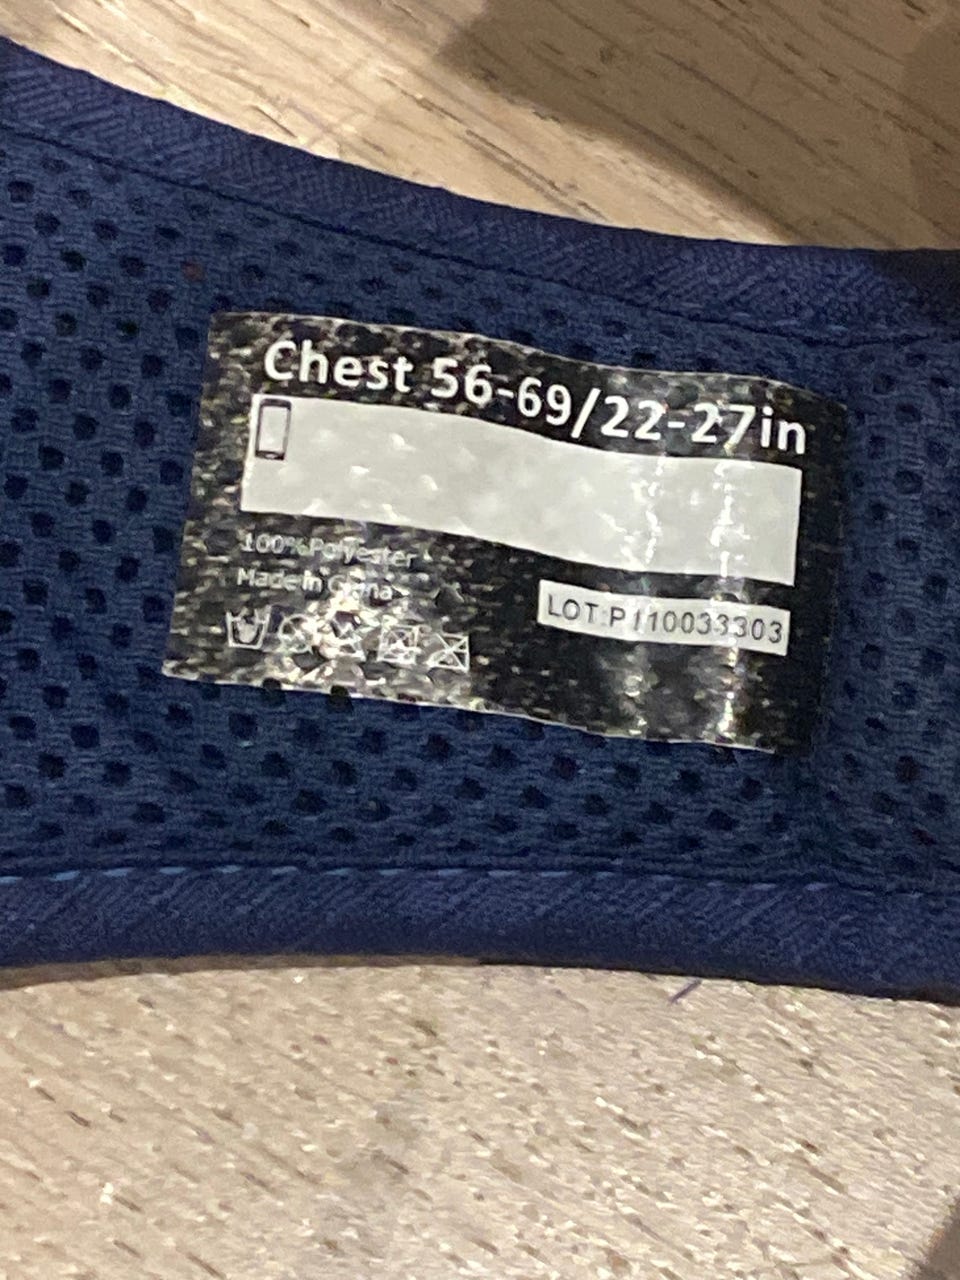 Chest 56-69/22-27in
100%Polyester
Made in China
LOT:P110033303